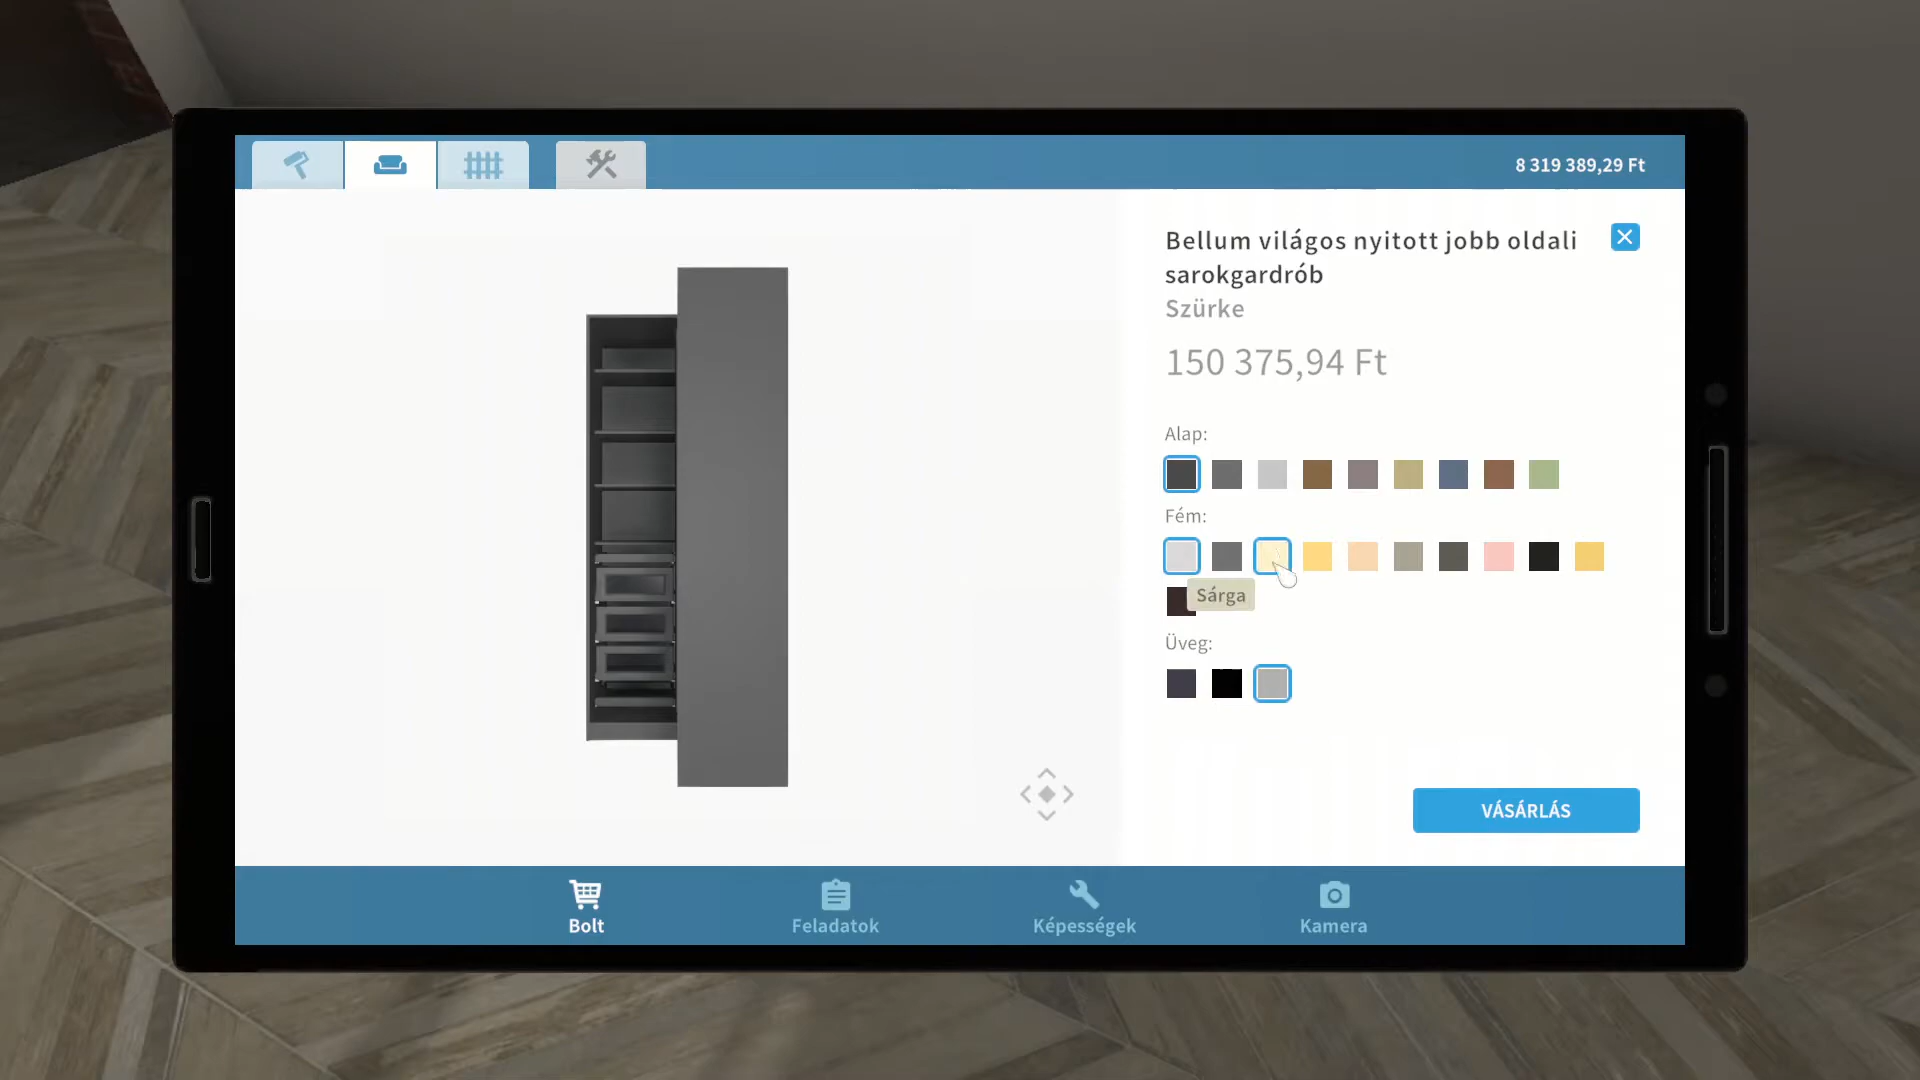 8 319 389,29 Ft
Bellum világos nyitott jobb oldali
sarokgardrób
Szürke
150 375,94 Ft
Alap:
Fém:
Sárga
Üveg:
VÁSÁRLÁS
Bolt
Feladatok
Képességek
Kamera